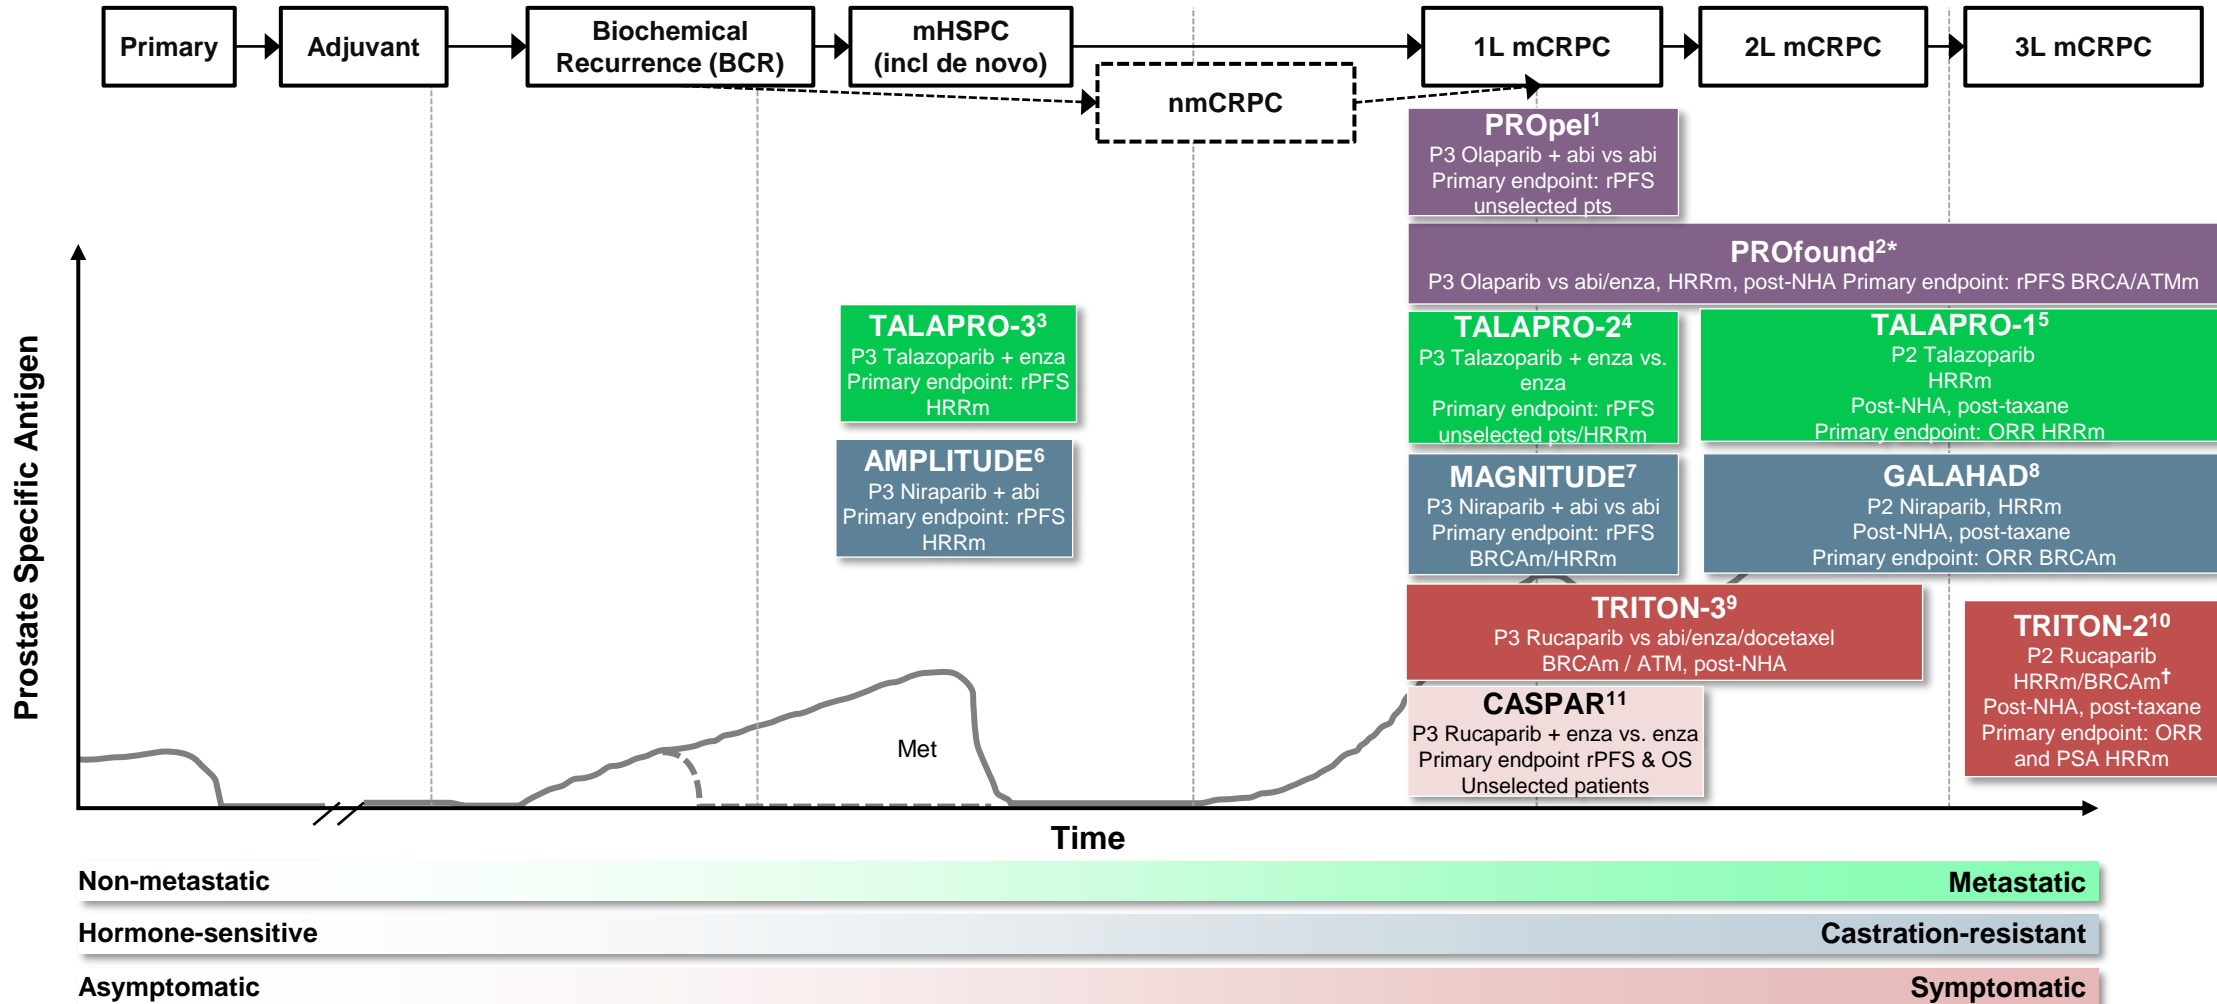 Primary
Adjuvant
Biochemical
Recurrence (BCR)
mHSPC
(incl de novo)
nmCRPC
1L mCRPC
2L mCRPC
3L mCRPC
PROpel¹
P3 Olaparib + abi vs abi
Primary endpoint: rPFS
unselected pts
PROfound²*
P3 Olaparib vs abi/enza, HRRm, post-NHA Primary endpoint: rPFS BRCA/ATMm
TALAPRO-3³
P3 Talazoparib + enza
Primary endpoint: rPFS
HRRm
TALAPRO-2⁴
P3 Talazoparib + enza vs.
enza
Primary endpoint: rPFS
unselected pts/HRRm
TALAPRO-1⁵
P2 Talazoparib
HRRm
Post-NHA, post-taxane
Primary endpoint: ORR HRRm
AMPLITUDE⁶
P3 Niraparib + abi
Primary endpoint: rPFS
HRRm
MAGNITUDE⁷
P3 Niraparib + abi vs abi
Primary endpoint: rPFS
BRCAm/HRRm
GALAHAD⁸
P2 Niraparib, HRRm
Post-NHA, post-taxane
Primary endpoint: ORR BRCAm
TRITON-3⁹
P3 Rucaparib vs abi/enza/docetaxel
BRCAm / ATM, post-NHA
TRITON-2¹⁰
P2 Rucaparib
HRRm/BRCAm†
Post-NHA, post-taxane
Primary endpoint: ORR
and PSA HRRm
CASPAR¹¹
P3 Rucaparib + enza vs. enza
Primary endpoint rPFS & OS
Unselected patients
Prostate Specific Antigen
Met
Time
Non-metastatic
Metastatic
Hormone-sensitive
Castration-resistant
Asymptomatic
Symptomatic